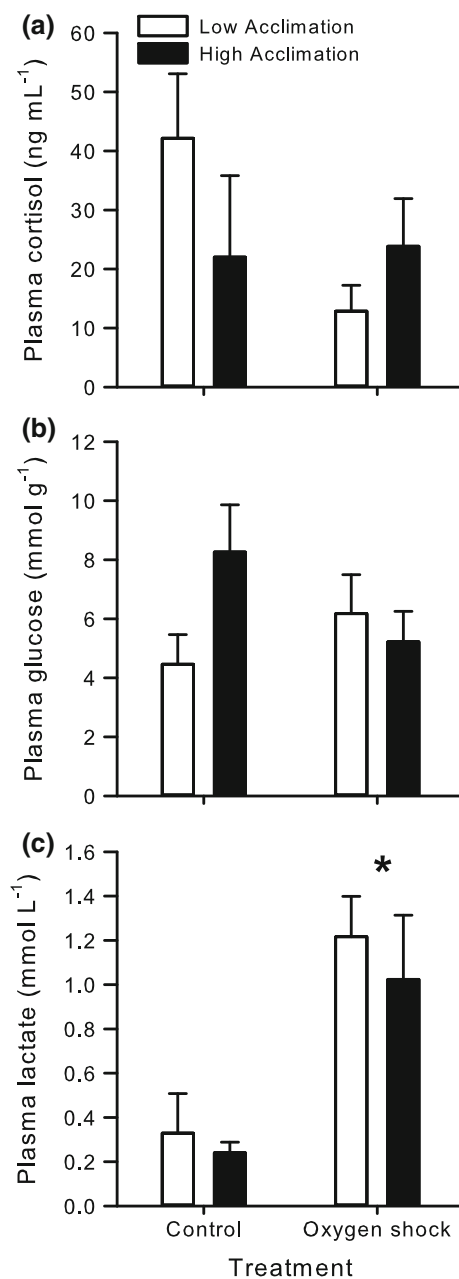 (a)
Low Acclimation
High Acclimation
Plasma cortisol (ng mL⁻¹)
60
50
40
30
20
10
0
(b)
Plasma glucose (mmol g⁻¹)
12
10
8
6
4
2
0
(c)
Plasma lactate (mmol L⁻¹)
1.6
1.4
1.2
1.0
0.8
0.6
0.4
0.2
0.0
*
Control Oxygen shock
Treatment